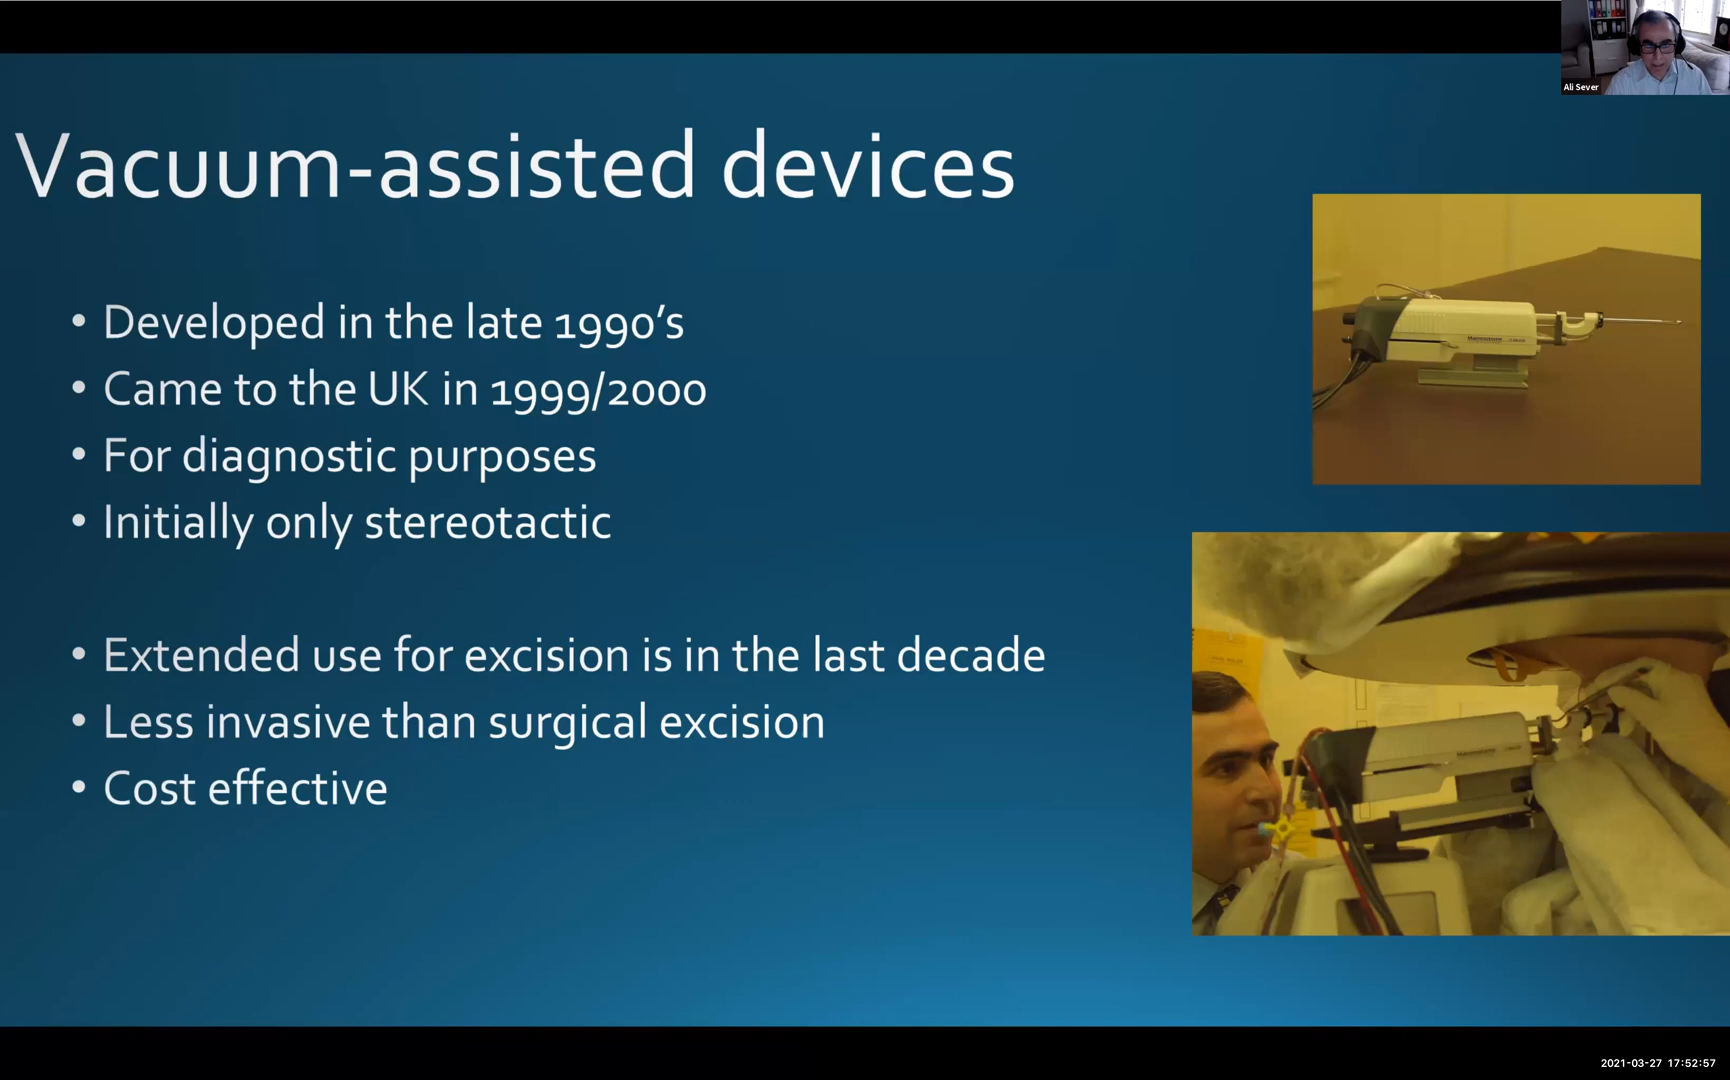 Ali Sever
Vacuum-assisted devices
• Developed in the late 1990’s
• Came to the UK in 1999/2000
• For diagnostic purposes
• Initially only stereotactic
• Extended use for excision is in the last decade
• Less invasive than surgical excision
• Cost effective
2021-03-27 17:52:57